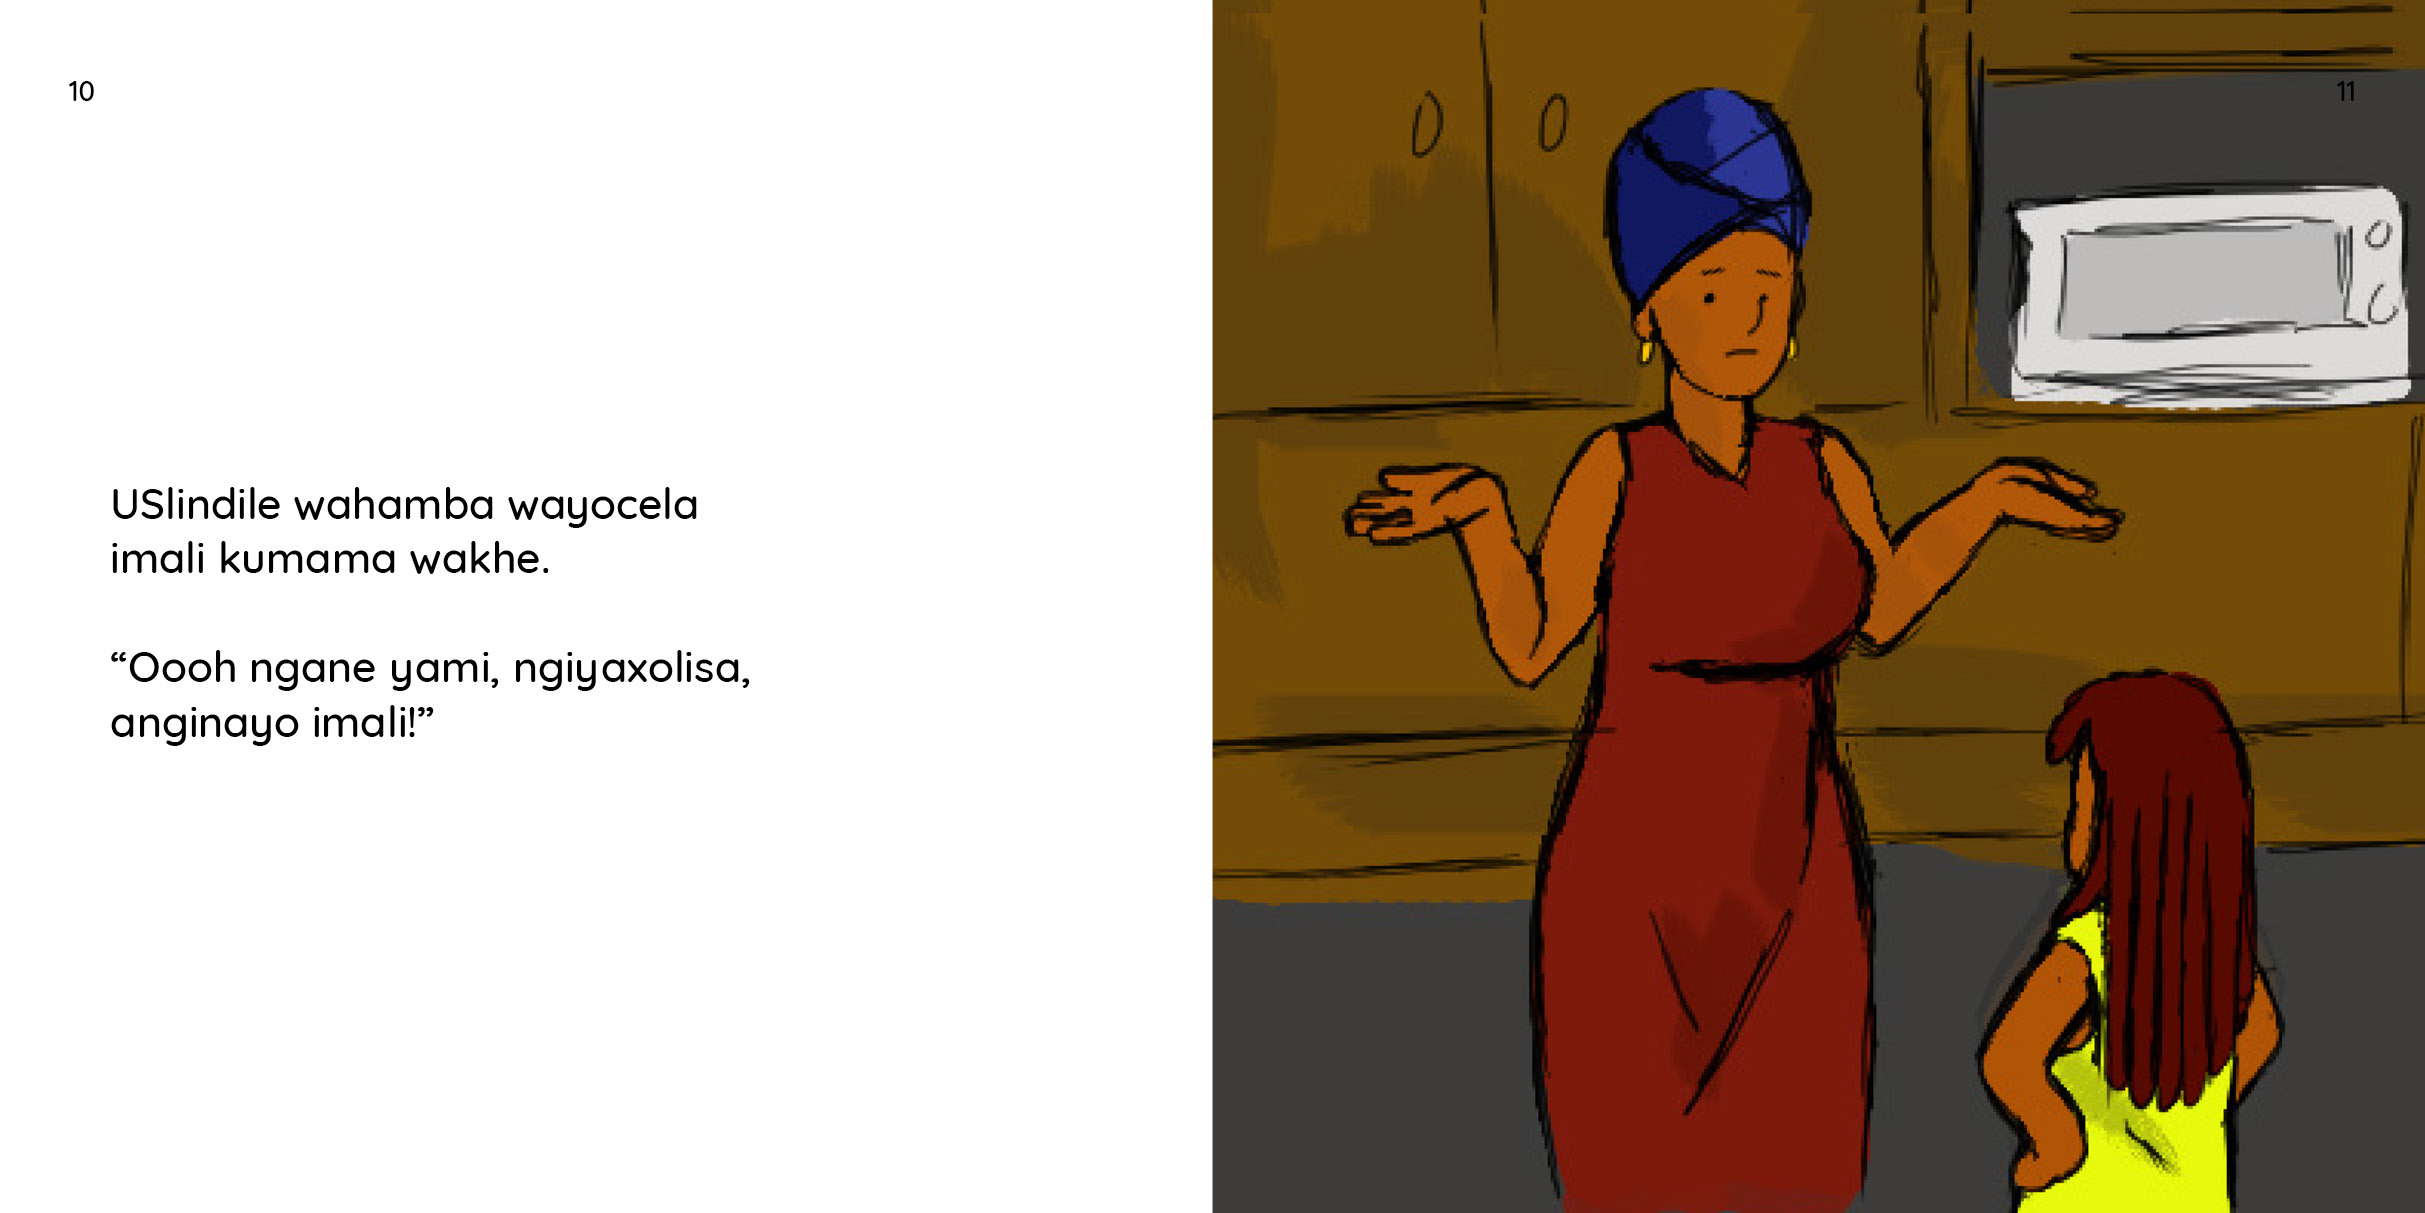 10
11
USlindile wahamba wayocela
imali kumama wakhe.
“Oooh ngane yami, ngiyaxolisa,
anginayo imali!”